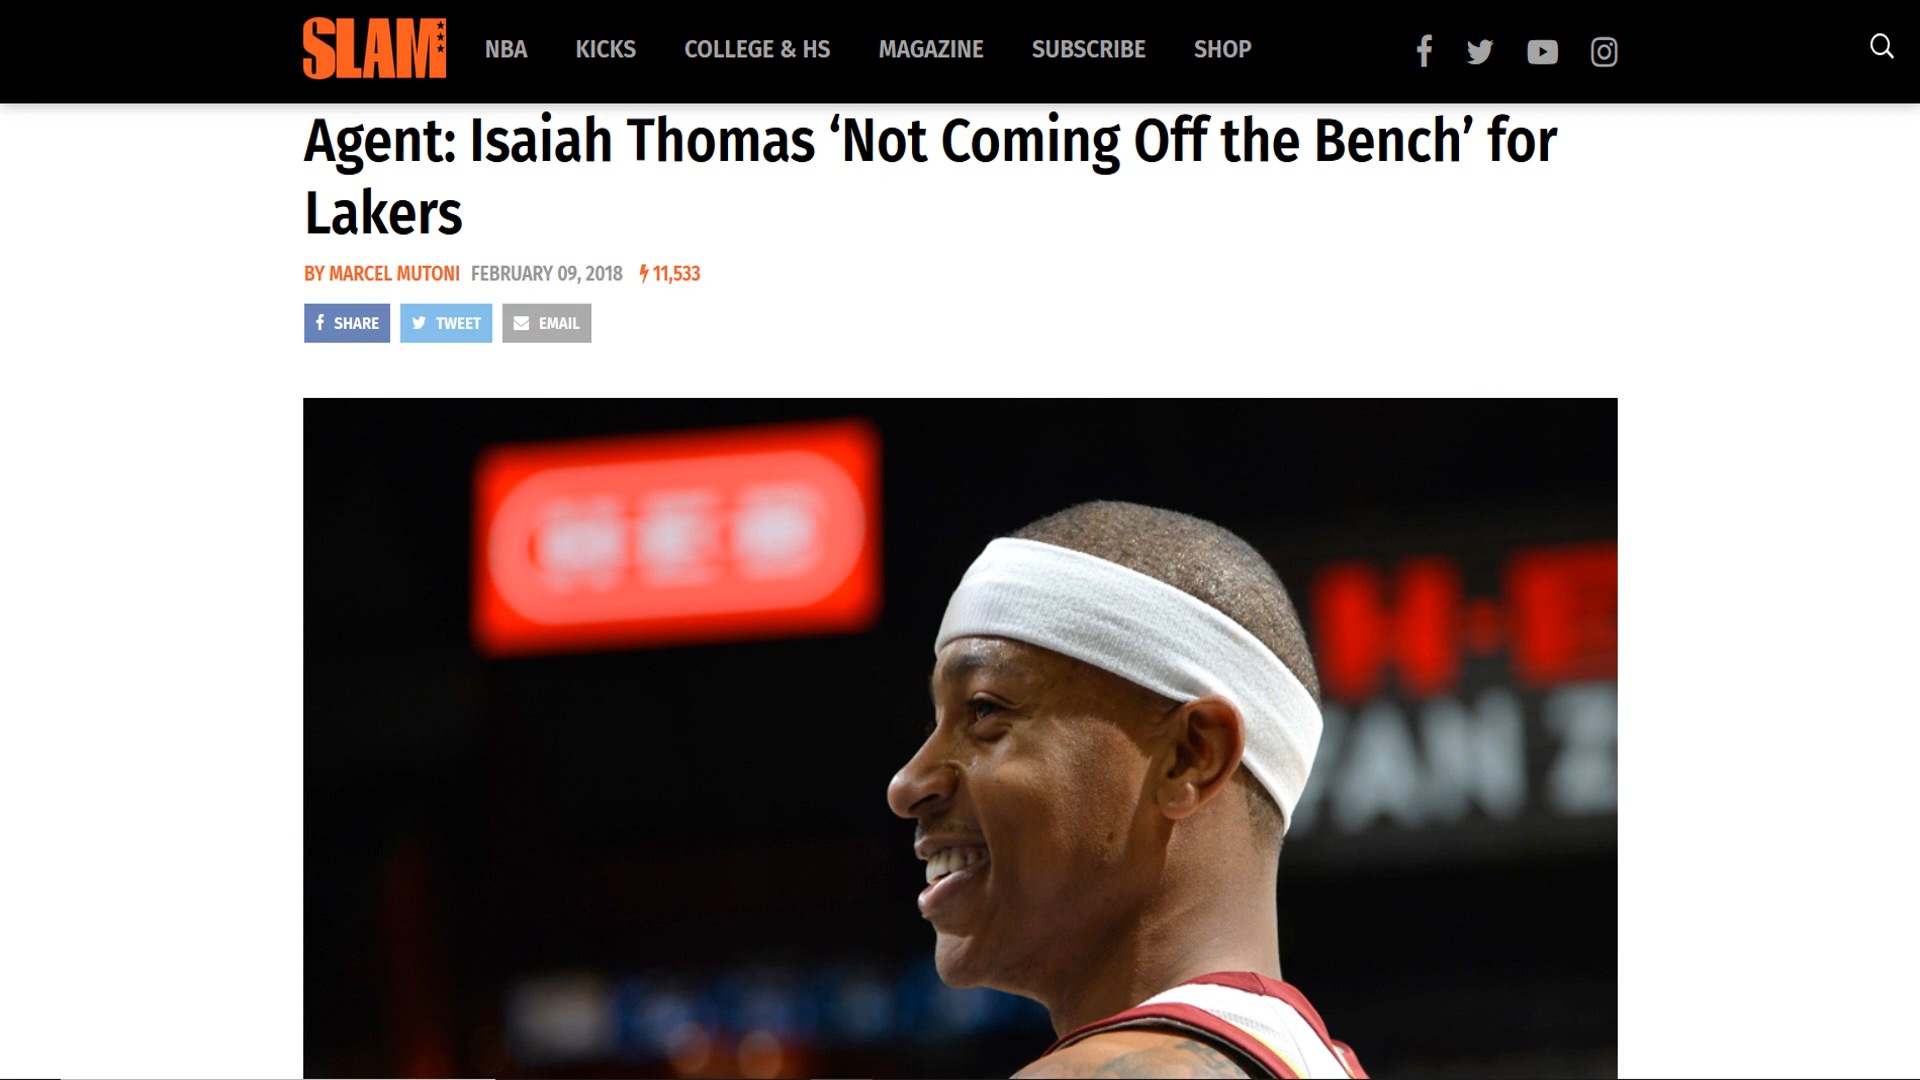 SLAM
NBA KICKS COLLEGE & HS MAGAZINE SUBSCRIBE SHOP
Agent: Isaiah Thomas ‘Not Coming Off the Bench’ for
Lakers
BY MARCEL MUTONI FEBRUARY 09, 2018 11,533
SHARE TWEET EMAIL
H-E-B
H-E
FAN Z